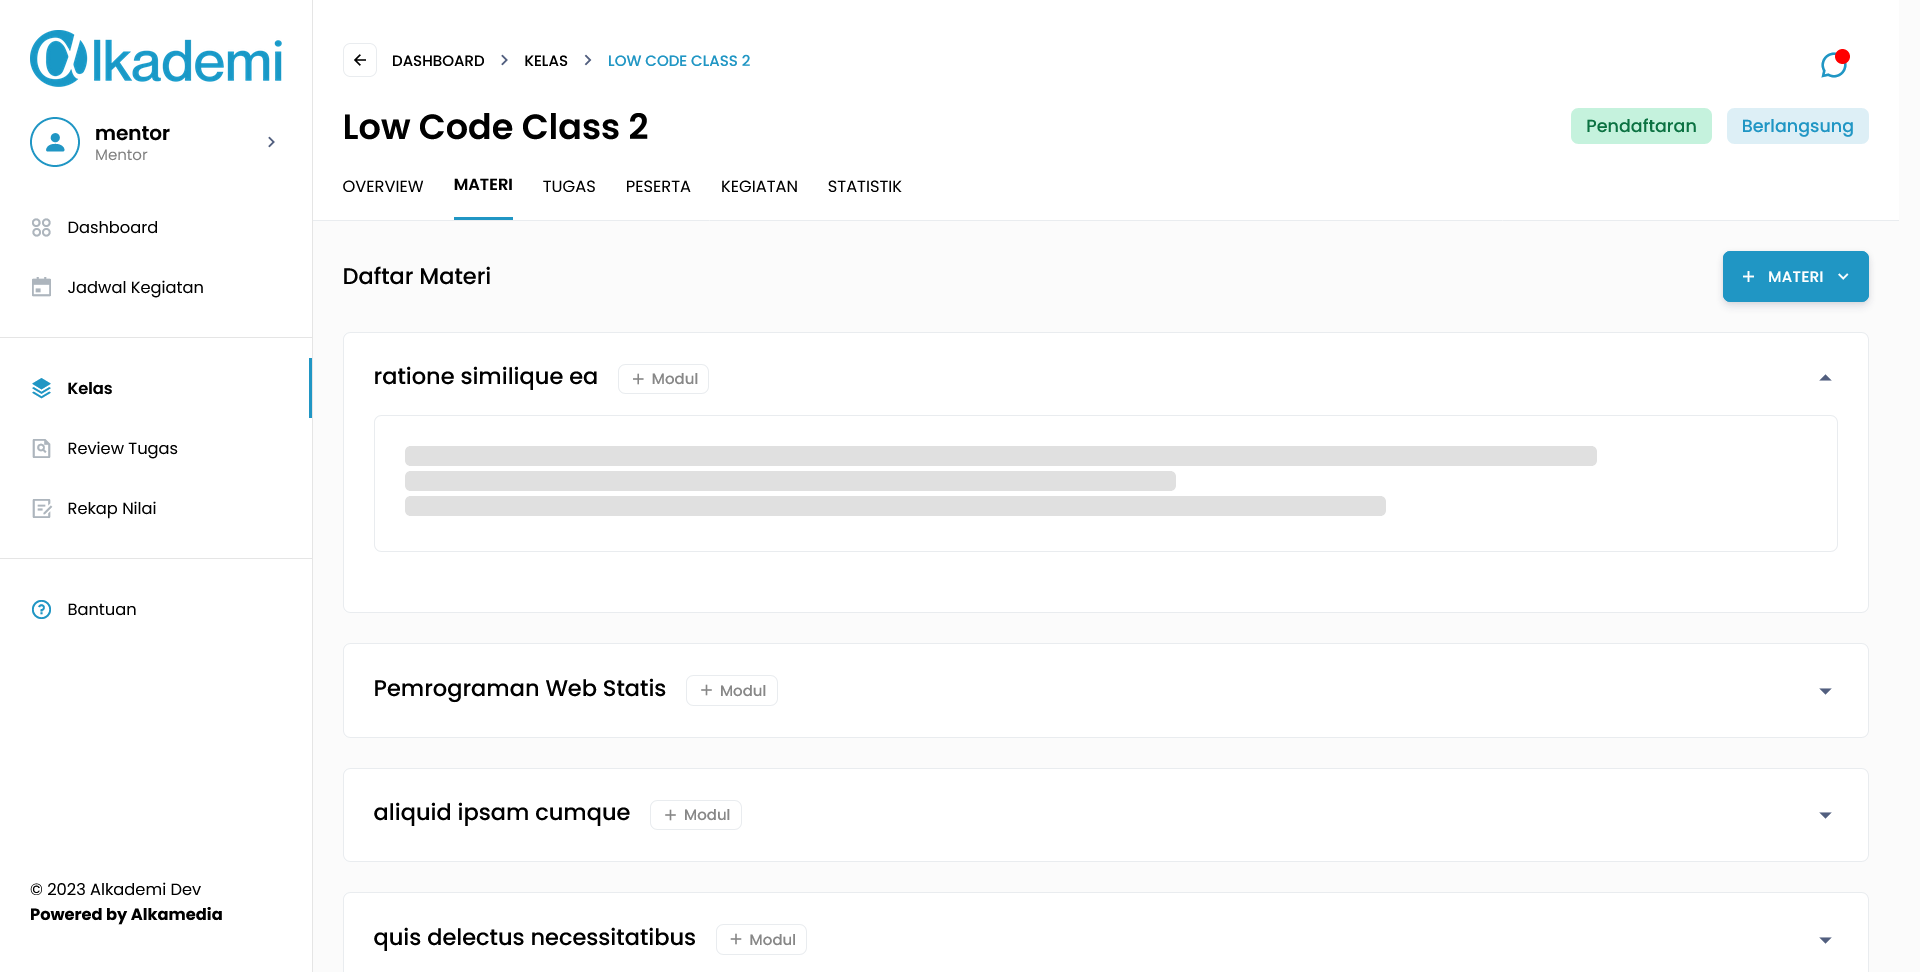 Alkademi
mentor
Mentor
Dashboard
Jadwal Kegiatan
Kelas
Review Tugas
Rekap Nilai
Bantuan
© 2023 Alkademi Dev
Powered by Alkamedia
DASHBOARD > KELAS > LOW CODE CLASS 2
Low Code Class 2
Pendaftaran Berlangsung
OVERVIEW MATERI TUGAS PESERTA KEGIATAN STATISTIK
Daftar Materi
+ MATERI
ratione similique ea + Modul
Pemrograman Web Statis + Modul
aliquid ipsam cumque + Modul
quis delectus necessitatibus + Modul